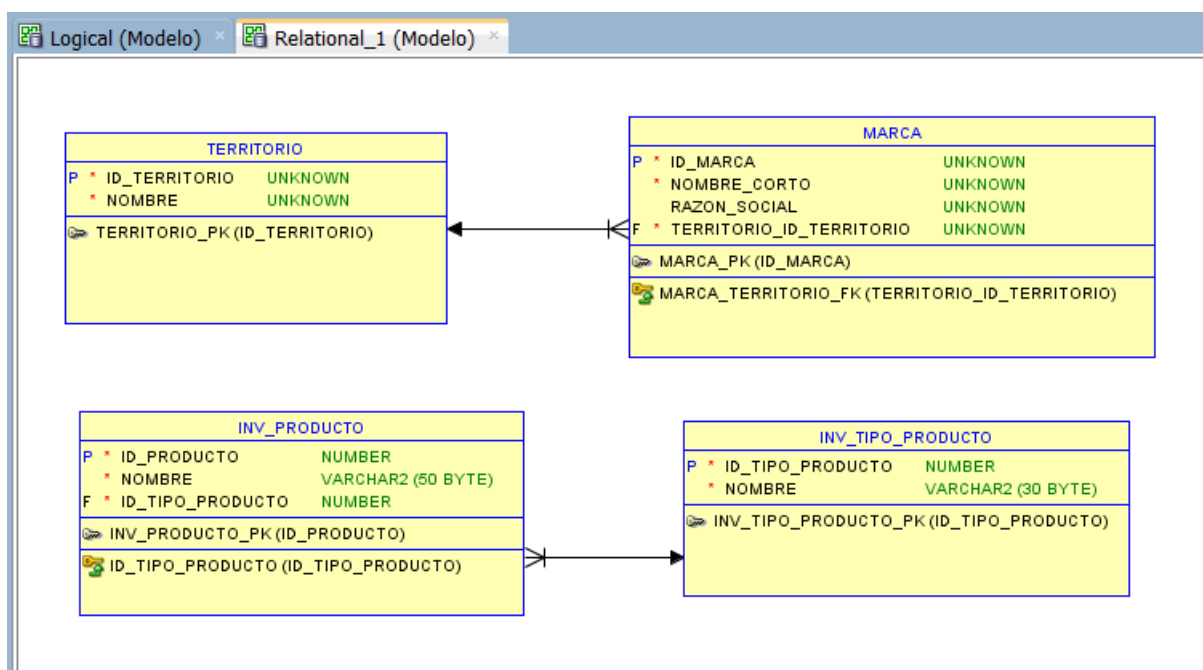 Logical (Modelo) × Relational_1 (Modelo) ×
TERRITORIO
P * ID_TERRITORIO UNKNOWN
* NOMBRE UNKNOWN
TERRITORIO_PK (ID_TERRITORIO)
MARCA
P * ID_MARCA UNKNOWN
* NOMBRE_CORTO UNKNOWN
RAZON_SOCIAL UNKNOWN
F * TERRITORIO_ID_TERRITORIO UNKNOWN
MARCA_PK (ID_MARCA)
MARCA_TERRITORIO_FK (TERRITORIO_ID_TERRITORIO)
INV_PRODUCTO
P * ID_PRODUCTO NUMBER
* NOMBRE VARCHAR2 (50 BYTE)
F * ID_TIPO_PRODUCTO NUMBER
INV_PRODUCTO_PK (ID_PRODUCTO)
ID_TIPO_PRODUCTO (ID_TIPO_PRODUCTO)
INV_TIPO_PRODUCTO
P * ID_TIPO_PRODUCTO NUMBER
* NOMBRE VARCHAR2 (30 BYTE)
INV_TIPO_PRODUCTO_PK (ID_TIPO_PRODUCTO)